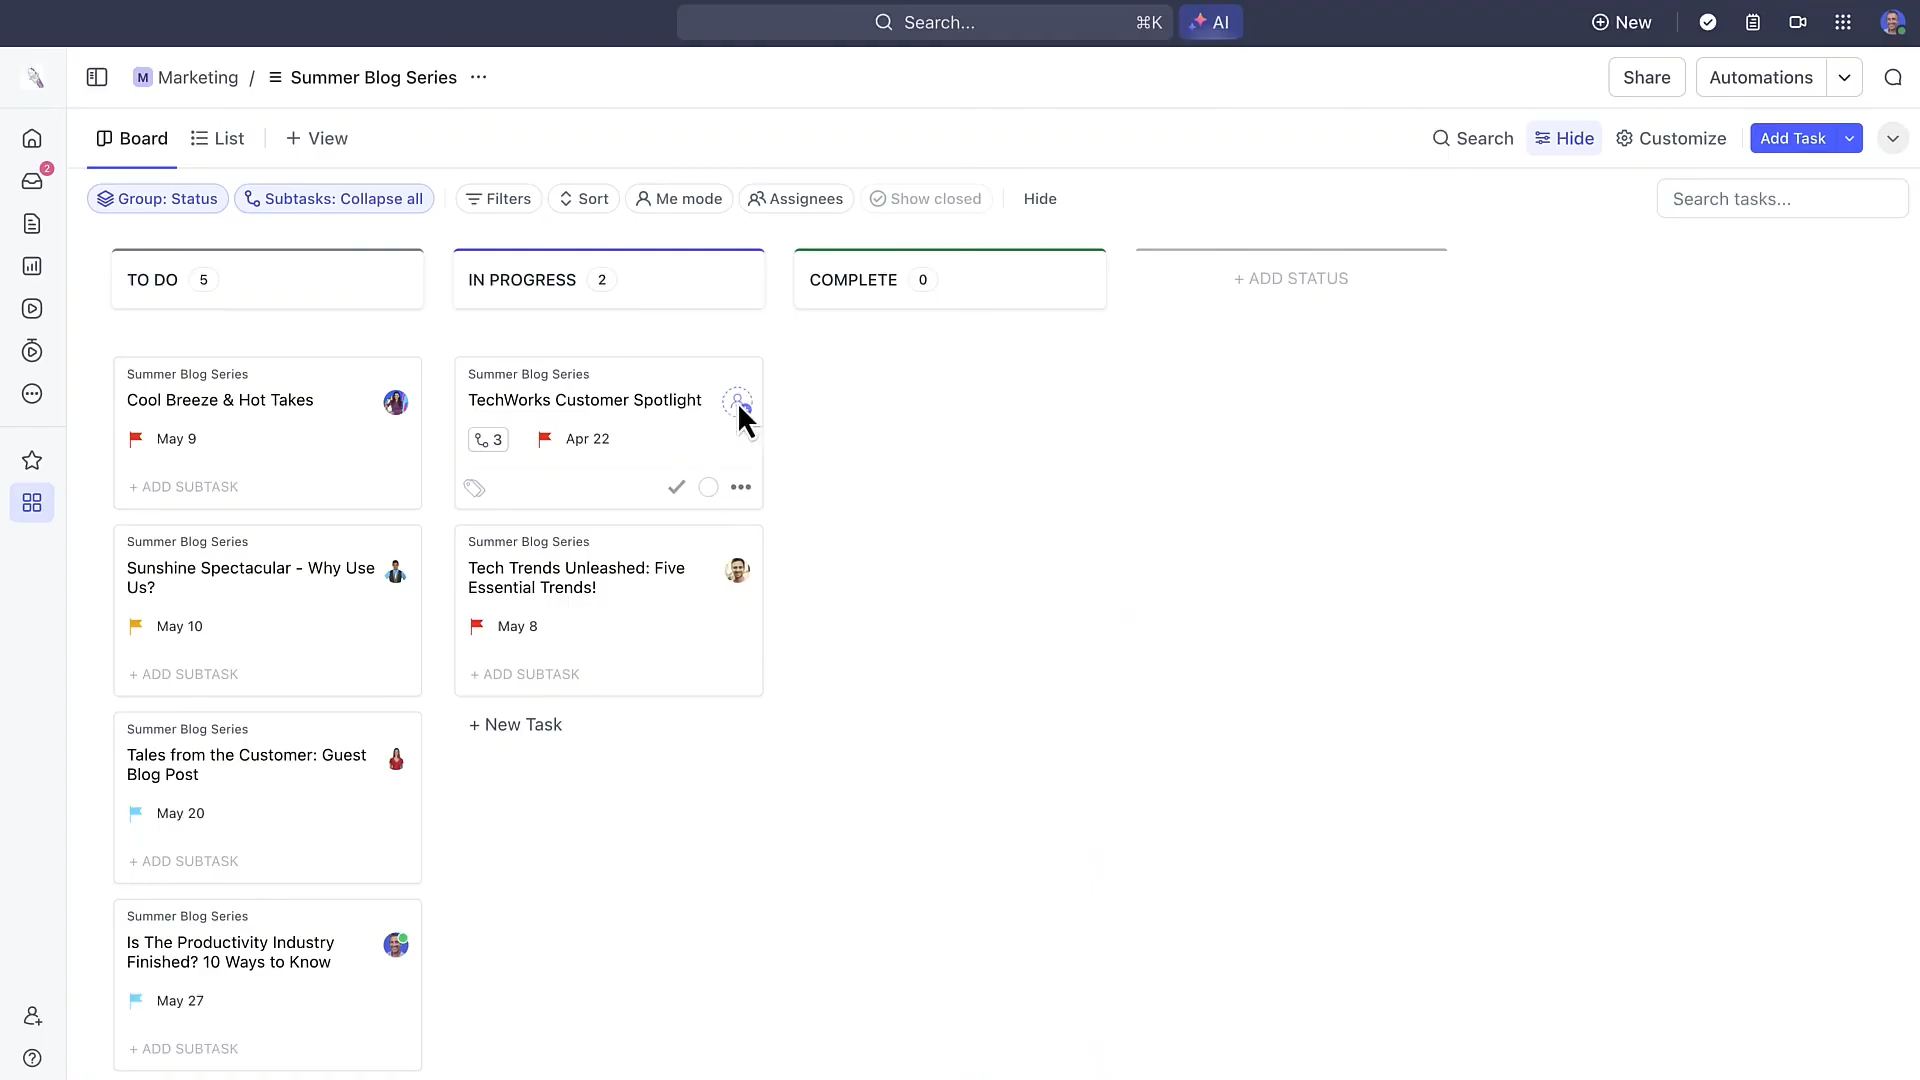 Search...
⌘K
AI
New
M Marketing / Summer Blog Series ...
Share
Automations
Board
List
+ View
Search
Hide
Customize
Add Task
2
Group: Status
Subtasks: Collapse all
Filters
Sort
Me mode
Assignees
Show closed
Hide
Search tasks...
TO DO 5
IN PROGRESS 2
COMPLETE 0
+ ADD STATUS
Summer Blog Series
Cool Breeze & Hot Takes
May 9
+ ADD SUBTASK
Summer Blog Series
Sunshine Spectacular - Why Use
Us?
May 10
+ ADD SUBTASK
Summer Blog Series
Tales from the Customer: Guest
Blog Post
May 20
+ ADD SUBTASK
Summer Blog Series
Is The Productivity Industry
Finished? 10 Ways to Know
May 27
+ ADD SUBTASK
Summer Blog Series
TechWorks Customer Spotlight
3
Apr 22
Summer Blog Series
Tech Trends Unleashed: Five
Essential Trends!
May 8
+ ADD SUBTASK
+ New Task